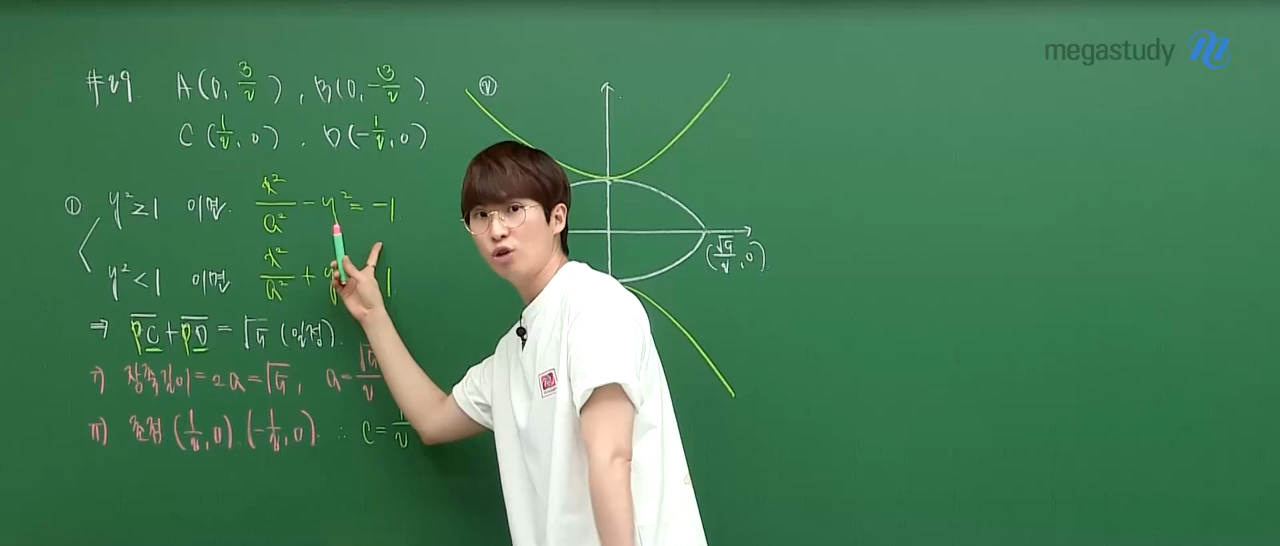 megastudy
#29. A(0, 3/2), B(0, -3/2).
C(1/2, 0), D(-1/2, 0)
① y²≥1 이면 x²/a² - y² = -1
y²<1 이면 x²/a² + y 1
⇒ PC + PD = √5 (일정).
i) 장축길이 = 2a = √5, a = √5/2
ii) 초점 (1/2, 0) (-1/2, 0). ∴ c = 1/2
②
(√5/2, 0)